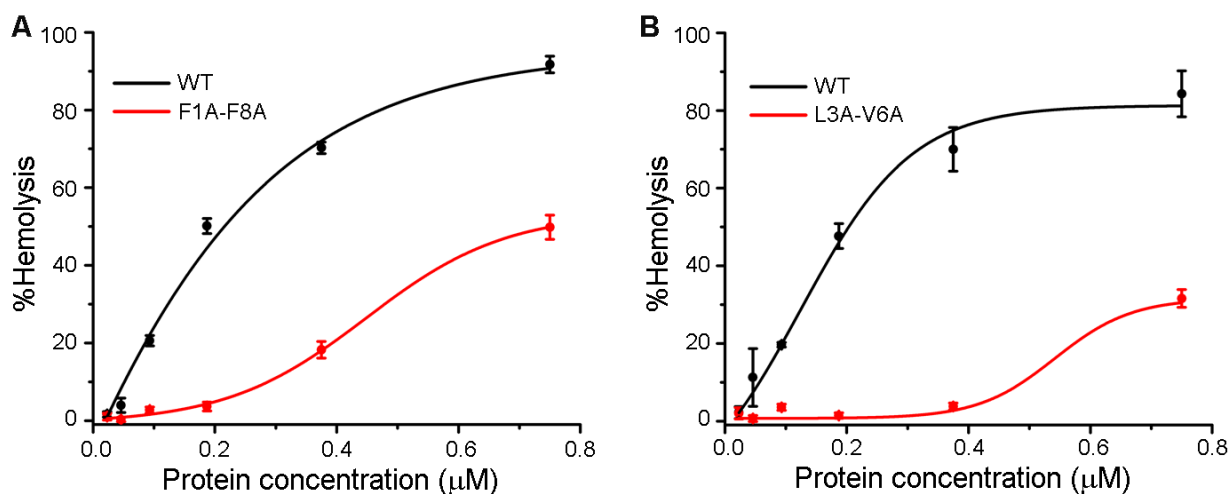 A
100
80
60
40
20
0
%Hemolysis
WT
F1A-F8A
0.0 0.2 0.4 0.6 0.8
Protein concentration (μM)
B
100
80
60
40
20
0
%Hemolysis
WT
L3A-V6A
0.0 0.2 0.4 0.6 0.8
Protein concentration (μM)